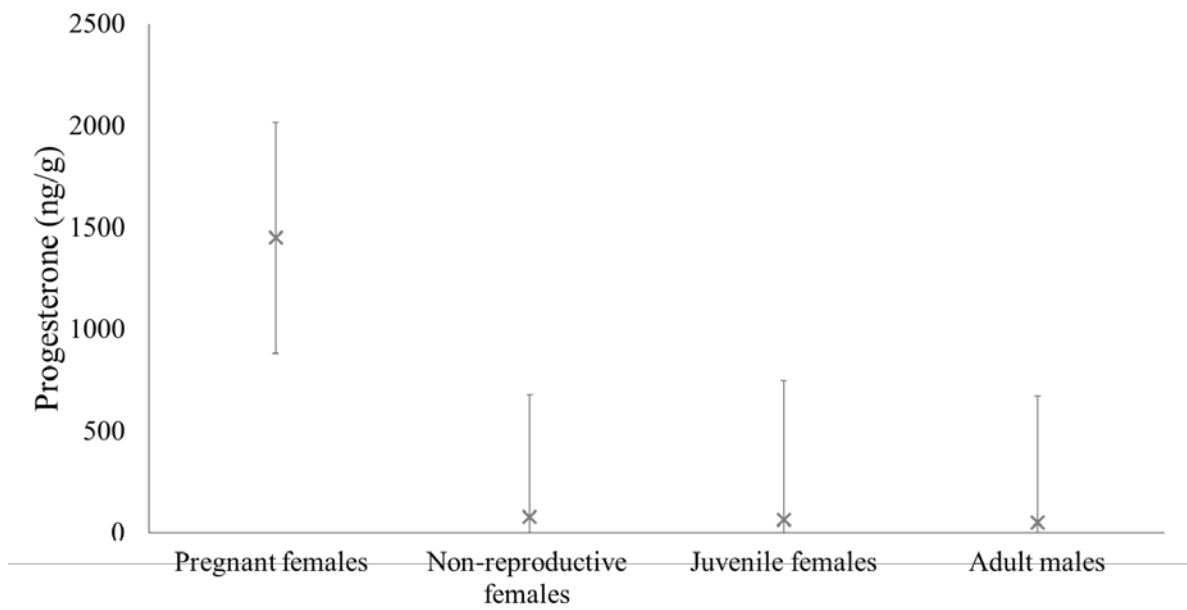 2500
2000
1500
1000
500
0
Progesterone (ng/g)
Pregnant females
Non-reproductive
females
Juvenile females
Adult males